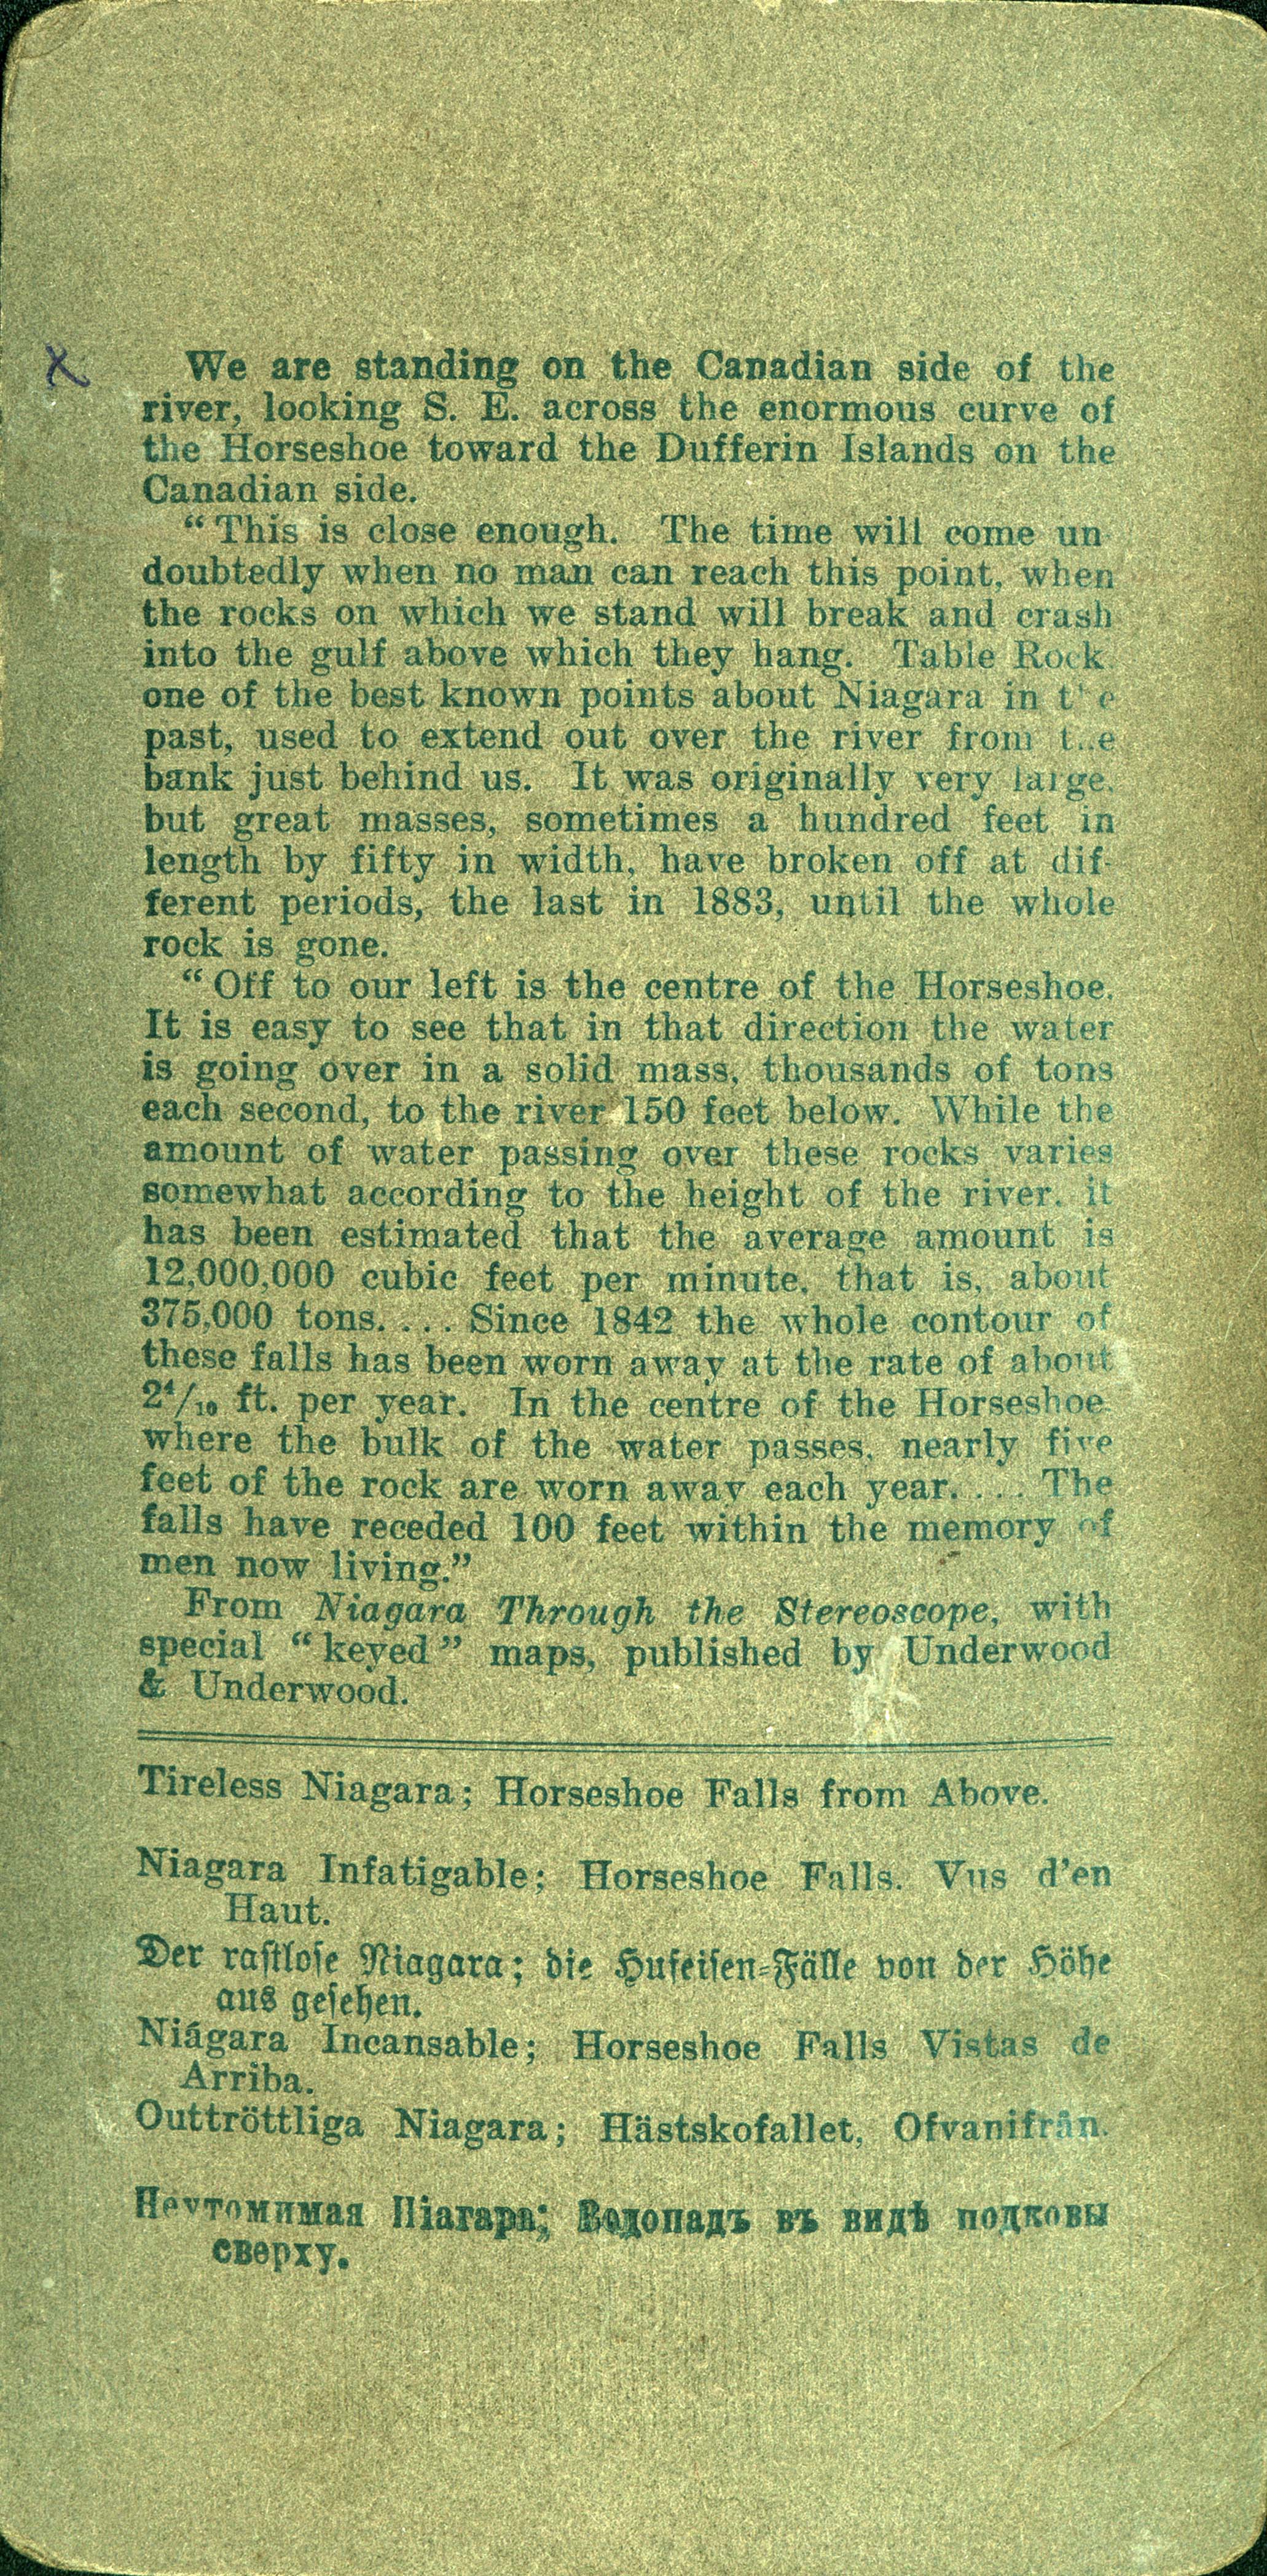 x
We are standing on the Canadian side of the
river, looking S. E. across the enormous curve of
the Horseshoe toward the Dufferin Islands on the
Canadian side.
“This is close enough. The time will come un
doubtedly when no man can reach this point, when
the rocks on which we stand will break and crash
into the gulf above which they hang. Table Rock
one of the best known points about Niagara in the
past, used to extend out over the river from the
bank just behind us. It was originally very large.
but great masses, sometimes a hundred feet in
length by fifty in width, have broken off at dif-
ferent periods, the last in 1883, until the whole
rock is gone.
“Off to our left is the centre of the Horseshoe.
It is easy to see that in that direction the water
is going over in a solid mass, thousands of tons
each second, to the river 150 feet below. While the
amount of water passing over these rocks varies
somewhat according to the height of the river. it
has been estimated that the average amount is
12,000,000 cubic feet per minute, that is, about
375,000 tons. ... Since 1842 the whole contour of
these falls has been worn away at the rate of about
2 4/10 ft. per year. In the centre of the Horseshoe
where the bulk of the water passes, nearly five
feet of the rock are worn away each year. ... The
falls have receded 100 feet within the memory of
men now living.”
From Niagara Through the Stereoscope, with
special “keyed” maps, published by Underwood
& Underwood.
Tireless Niagara; Horseshoe Falls from Above.
Niagara Infatigable; Horseshoe Falls. Vus d'en
Haut.
Der raſtloſe Niagara; die Hufeiſen-Fälle von der Höhe
aus geſehen.
Niágara Incansable; Horseshoe Falls Vistas de
Arriba.
Outtröttliga Niagara; Hästskofallet, Ofvanifrån.
Неутомимая Ніагара; Водопадъ въ видѣ подковы
сверху.